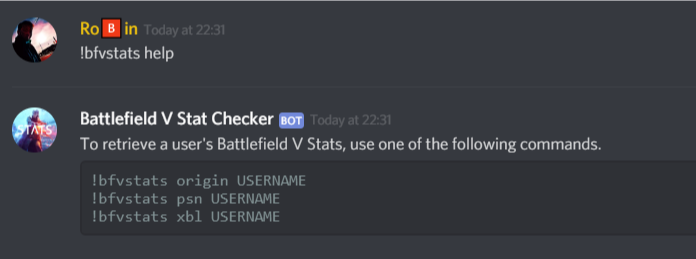 Ro🅱in Today at 22:31
!bfvstats help
STATS
Battlefield V Stat Checker BOT Today at 22:31
To retrieve a user's Battlefield V Stats, use one of the following commands.
!bfvstats origin USERNAME
!bfvstats psn USERNAME
!bfvstats xbl USERNAME